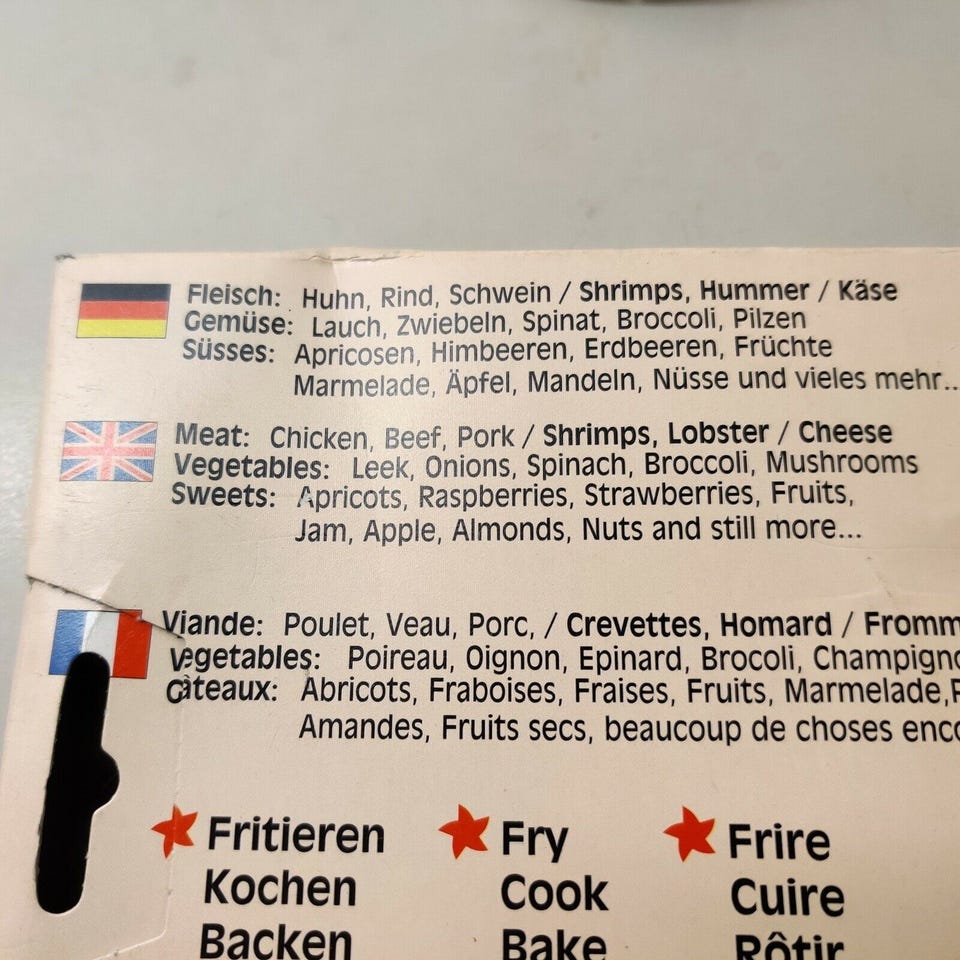 Fleisch: Huhn, Rind, Schwein / Shrimps, Hummer / Käse
Gemüse: Lauch, Zwiebeln, Spinat, Broccoli, Pilzen
Süsses: Apricosen, Himbeeren, Erdbeeren, Früchte
Marmelade, Äpfel, Mandeln, Nüsse und vieles mehr..
Meat: Chicken, Beef, Pork / Shrimps, Lobster / Cheese
Vegetables: Leek, Onions, Spinach, Broccoli, Mushrooms
Sweets: Apricots, Raspberries, Strawberries, Fruits,
Jam, Apple, Almonds, Nuts and still more...
Viande: Poulet, Veau, Porc, / Crevettes, Homard / Fromm
Vegetables: Poireau, Oignon, Epinard, Brocoli, Champigno
Câteaux: Abricots, Fraboises, Fraises, Fruits, Marmelade,
Amandes, Fruits secs, beaucoup de choses enco
Fritieren Fry Frire
Kochen Cook Cuire
Backen Bake Rôtir